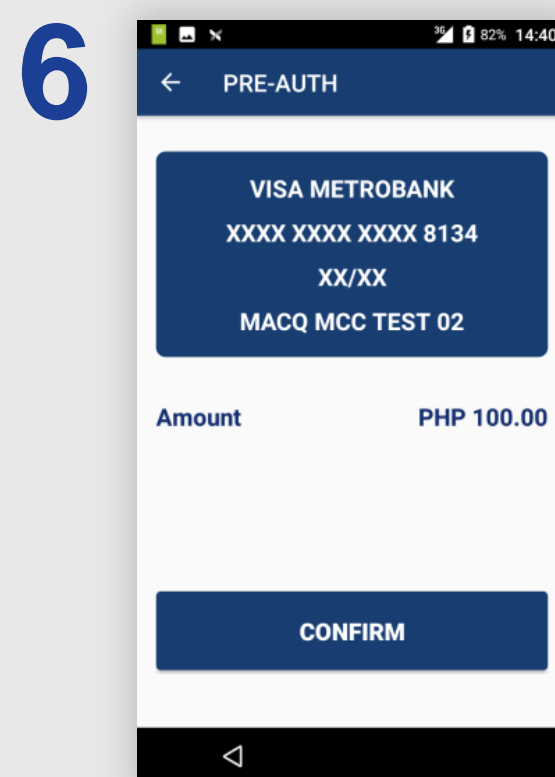 6
3G 82% 14:40
PRE-AUTH
VISA METROBANK
XXXX XXXX XXXX 8134
XX/XX
MACQ MCC TEST 02
Amount PHP 100.00
CONFIRM